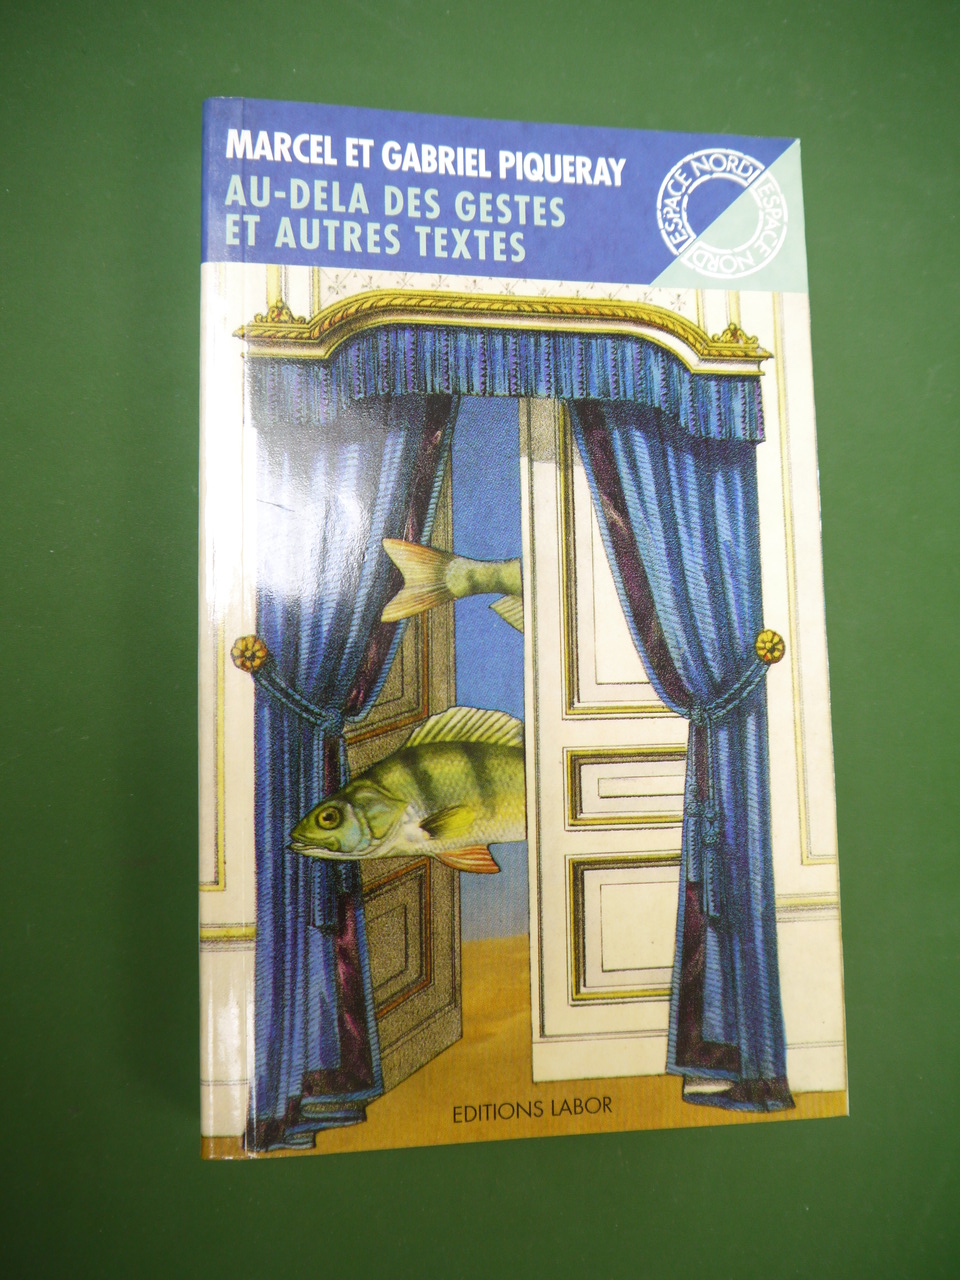 MARCEL ET GABRIEL PIQUERAY
AU-DELA DES GESTES
ET AUTRES TEXTES
ESPACE NORD
ESPACE NORD
EDITIONS LABOR